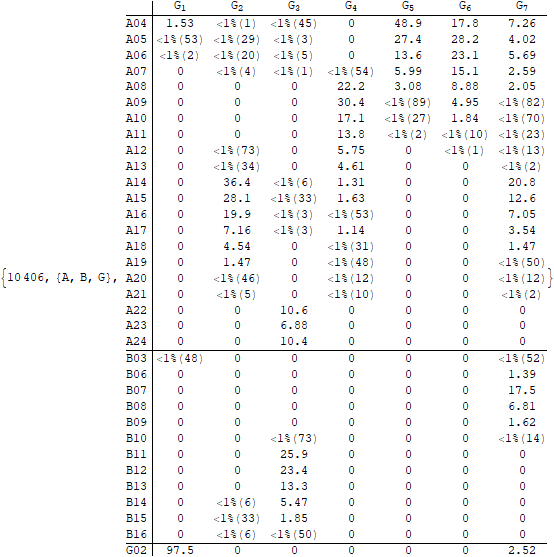 G1 G2 G3 G4 G5 G6 G7
A04 1.53 <1%(1) <1%(45) 0 48.9 17.8 7.26
A05 <1%(53) <1%(29) <1%(3) 0 27.4 28.2 4.02
A06 <1%(2) <1%(20) <1%(5) 0 13.6 23.1 5.69
A07 0 <1%(4) <1%(1) <1%(54) 5.99 15.1 2.59
A08 0 0 0 22.2 3.08 8.88 2.05
A09 0 0 0 30.4 <1%(89) 4.95 <1%(82)
A10 0 0 0 17.1 <1%(27) 1.84 <1%(70)
A11 0 0 0 13.8 <1%(2) <1%(10) <1%(23)
A12 0 <1%(73) 0 5.75 0 <1%(1) <1%(13)
A13 0 <1%(34) 0 4.61 0 0 <1%(2)
A14 0 36.4 <1%(6) 1.31 0 0 20.8
A15 0 28.1 <1%(33) 1.63 0 0 12.6
A16 0 19.9 <1%(3) <1%(53) 0 0 7.05
A17 0 7.16 <1%(3) 1.14 0 0 3.54
A18 0 4.54 0 <1%(31) 0 0 1.47
A19 0 1.47 0 <1%(48) 0 0 <1%(50)
{10406, {A, B, G}, A20 0 <1%(46) 0 <1%(12) 0 0 <1%(12) }
A21 0 <1%(5) 0 <1%(10) 0 0 <1%(2)
A22 0 0 10.6 0 0 0 0
A23 0 0 6.88 0 0 0 0
A24 0 0 10.4 0 0 0 0
B03 <1%(48) 0 0 0 0 0 <1%(52)
B06 0 0 0 0 0 0 1.39
B07 0 0 0 0 0 0 17.5
B08 0 0 0 0 0 0 6.81
B09 0 0 0 0 0 0 1.62
B10 0 0 <1%(73) 0 0 0 <1%(14)
B11 0 0 25.9 0 0 0 0
B12 0 0 23.4 0 0 0 0
B13 0 0 13.3 0 0 0 0
B14 0 <1%(6) 5.47 0 0 0 0
B15 0 <1%(33) 1.85 0 0 0 0
B16 0 <1%(6) <1%(50) 0 0 0 0
G02 97.5 0 0 0 0 0 2.52